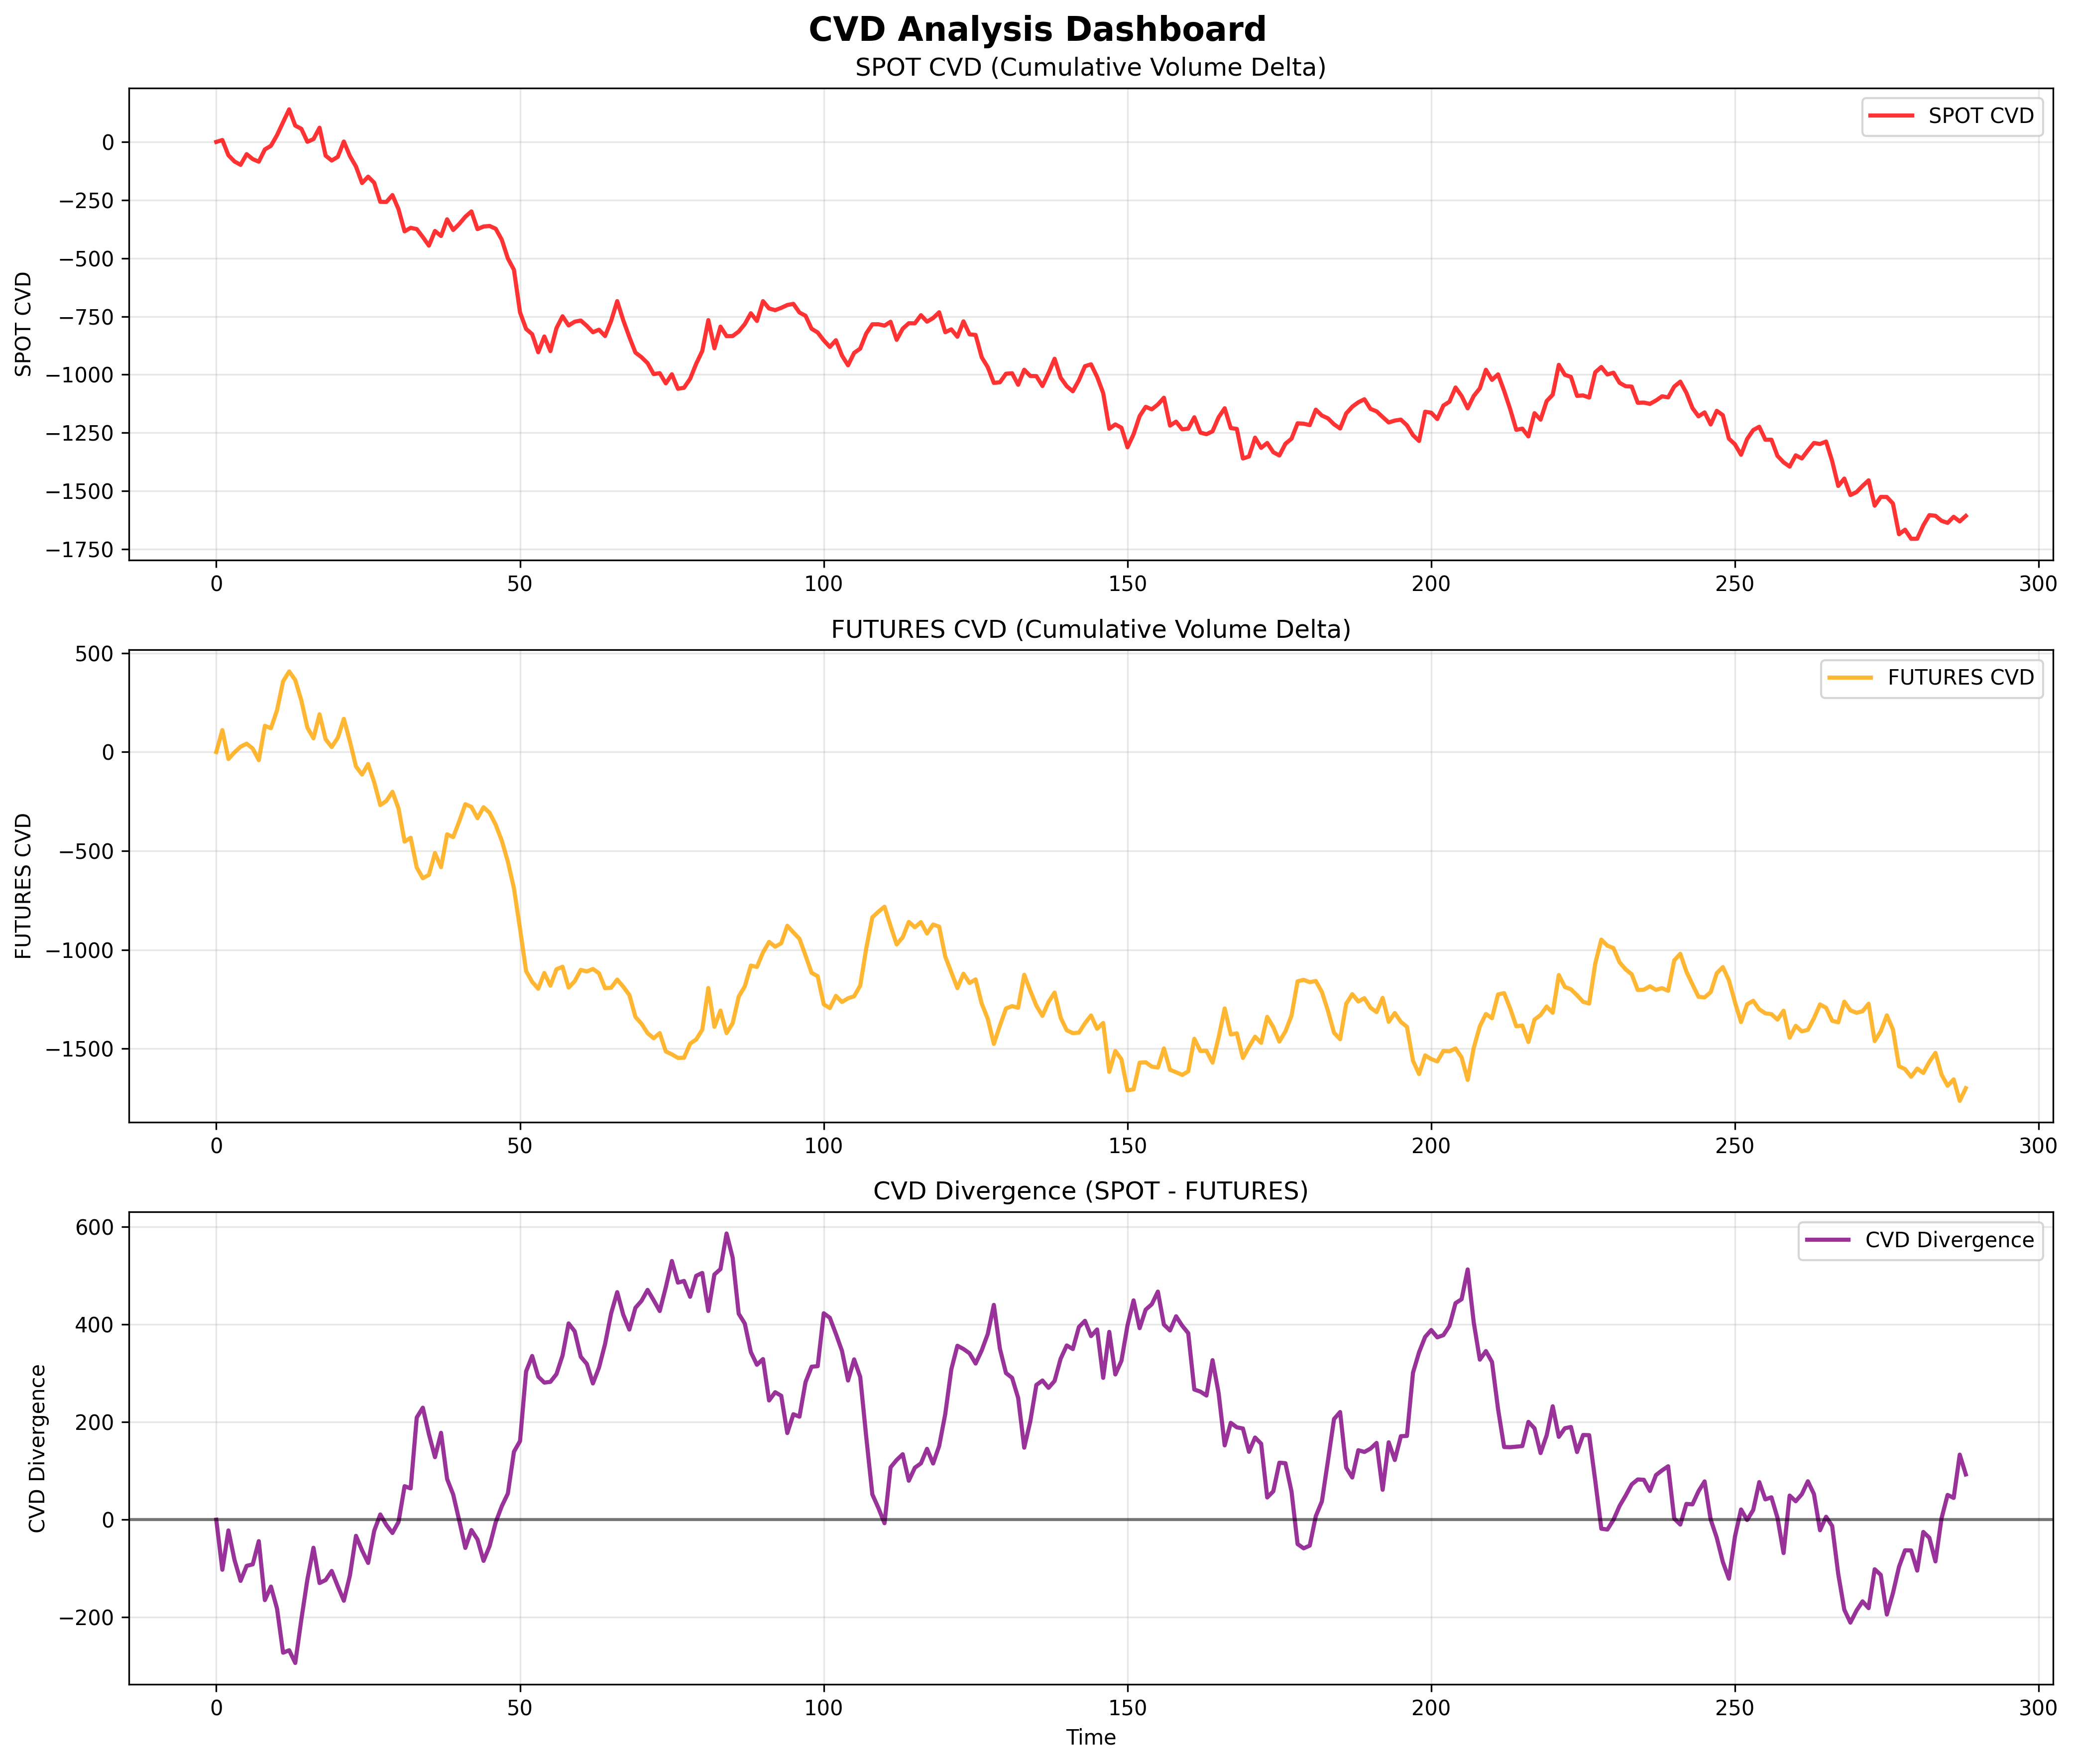 CVD Analysis Dashboard
SPOT CVD (Cumulative Volume Delta)
SPOT CVD
SPOT CVD
0
−250
−500
−750
−1000
−1250
−1500
−1750
0 50 100 150 200 250 300
FUTURES CVD (Cumulative Volume Delta)
FUTURES CVD
FUTURES CVD
500
0
−500
−1000
−1500
0 50 100 150 200 250 300
CVD Divergence (SPOT - FUTURES)
CVD Divergence
CVD Divergence
600
400
200
0
−200
0 50 100 150 200 250 300
Time